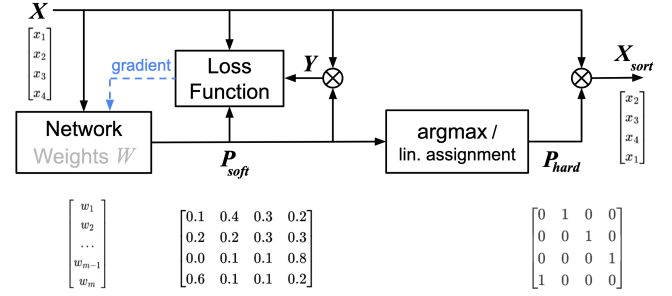 X
x₁
x₂
x₃
x₄
gradient
Loss
Function
Y
⊗
⊗
X_sort
x₂
x₃
x₄
x₁
Network
Weights W
P_soft
argmax /
lin. assignment
P_hard
w₁
w₂
...
wₘ₋₁
wₘ
0.1 0.4 0.3 0.2
0.2 0.2 0.3 0.3
0.0 0.1 0.1 0.8
0.6 0.1 0.1 0.2
0 1 0 0
0 0 1 0
0 0 0 1
1 0 0 0